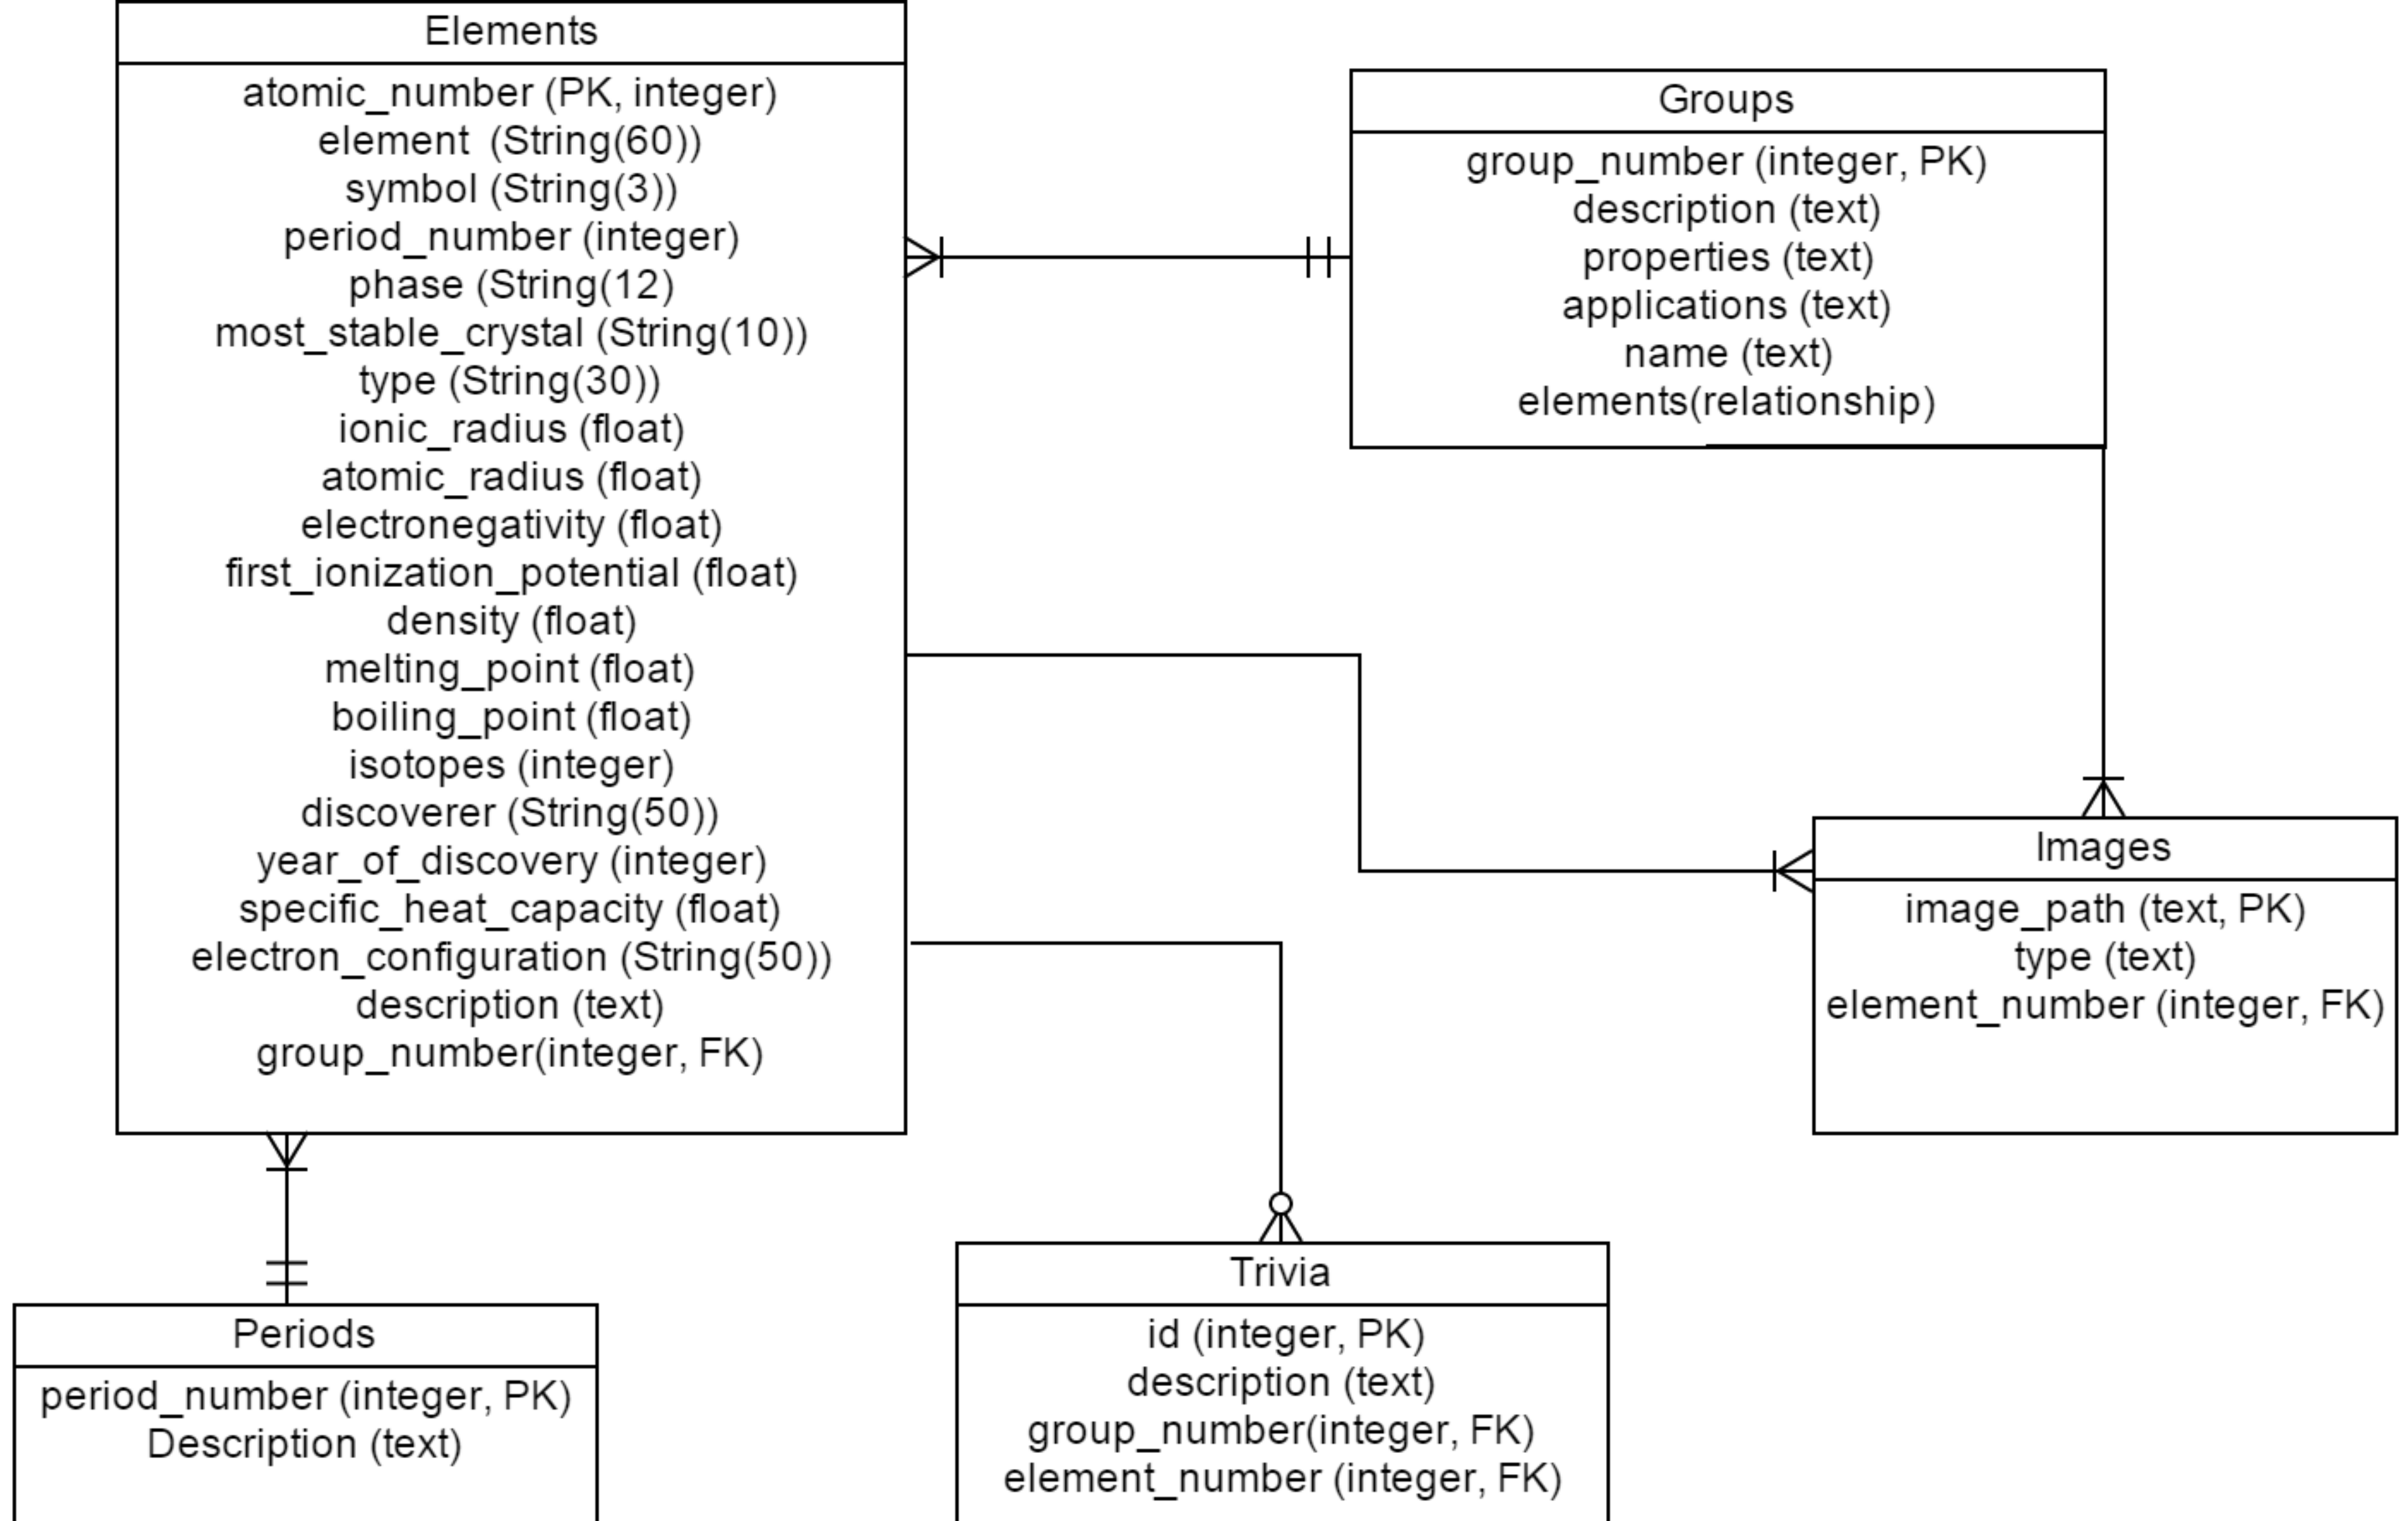 Elements
atomic_number (PK, integer)
element  (String(60))
symbol (String(3))
period_number (integer)
phase (String(12)
most_stable_crystal (String(10))
type (String(30))
ionic_radius (float)
atomic_radius (float)
electronegativity (float)
first_ionization_potential (float)
density (float)
melting_point (float)
boiling_point (float)
isotopes (integer)
discoverer (String(50))
year_of_discovery (integer)
specific_heat_capacity (float)
electron_configuration (String(50))
description (text)
group_number(integer, FK)
Groups
group_number (integer, PK)
description (text)
properties (text)
applications (text)
name (text)
elements(relationship)
Images
image_path (text, PK)
type (text)
element_number (integer, FK)
Periods
period_number (integer, PK)
Description (text)
Trivia
id (integer, PK)
description (text)
group_number(integer, FK)
element_number (integer, FK)